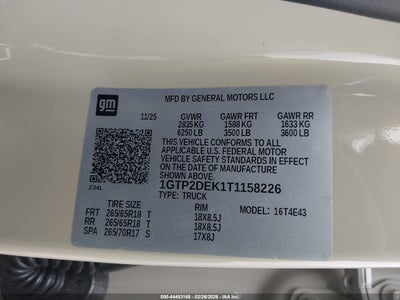 gm
MFD BY GENERAL MOTORS LLC
11/25 GVWR GAWR FRT GAWR RR
2835 KG 1588 KG 1633 KG
6250 LB 3500 LB 3600 LB
THIS VEHICLE CONFORMS TO ALL
APPLICABLE U.S. FEDERAL MOTOR
VEHICLE SAFETY STANDARDS IN
EFFECT ON THE DATE OF
MANUFACTURE SHOWN ABOVE.
1GTP2DEK1T1158226
TYPE: TRUCK
234L
TIRE SIZE RIM MODEL: 16T4E43
FRT 265/65R18 T 18X8.5J
RR 265/65R18 T 18X8.5J
SPA 265/70R17 S 17X8J
© 000-44493168 - 02/26/2026 - IAA, Inc.